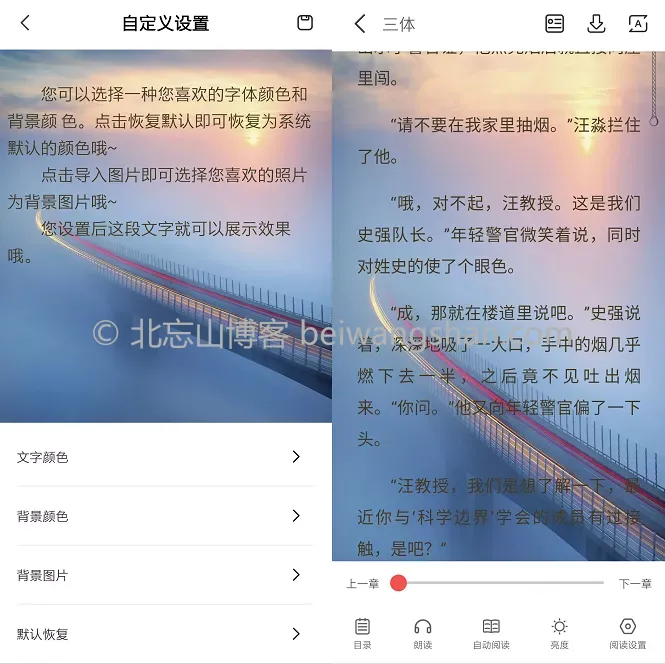 自定义设置
您可以选择一种您喜欢的字体颜色和
背景颜 色。点击恢复默认即可恢复为系统
默认的颜色哦~
点击导入图片即可选择您喜欢的照片
为背景图片哦~
您设置后这段文字就可以展示效果
哦。
文字颜色
背景颜色
背景图片
默认恢复
三体
A
里闯。
“请不要在我家里抽烟。”汪淼拦住
了他。
“哦，对不起，汪教授。这是我们
史强队长。”年轻警官微笑着说，同时
对姓史的使了个眼色。
“成，那就在楼道里说吧。”史强说
着，深深地吸了一大口，手中的烟几乎
燃下去一半，之后竟不见吐出烟
来。“你问。”他又向年轻警官偏了一下
头。
“汪教授，我们是想了解一下，最
近你与‘科学边界’学会的成员有过接
触，是吧？”
上一章
下一章
目录
朗读
自动阅读
亮度
阅读设置
© 北忘山博客 beiwangshan.com